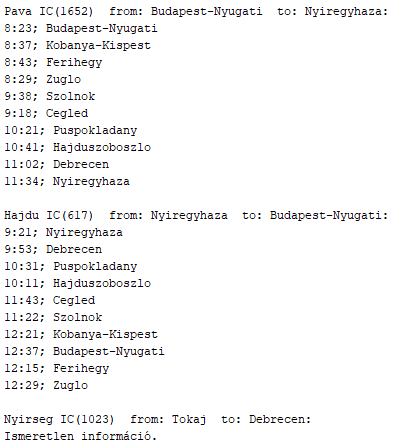 Pava IC(1652)  from: Budapest-Nyugati  to: Nyiregyhaza:
8:23; Budapest-Nyugati
8:37; Kobanya-Kispest
8:43; Ferihegy
8:29; Zuglo
9:38; Szolnok
9:18; Cegled
10:21; Puspokladany
10:41; Hajduszoboszlo
11:02; Debrecen
11:34; Nyiregyhaza

Hajdu IC(617)  from: Nyiregyhaza  to: Budapest-Nyugati:
9:21; Nyiregyhaza
9:53; Debrecen
10:31; Puspokladany
10:11; Hajduszoboszlo
11:43; Cegled
11:22; Szolnok
12:21; Kobanya-Kispest
12:37; Budapest-Nyugati
12:15; Ferihegy
12:29; Zuglo

Nyirseg IC(1023)  from: Tokaj  to: Debrecen:
Ismeretlen információ.